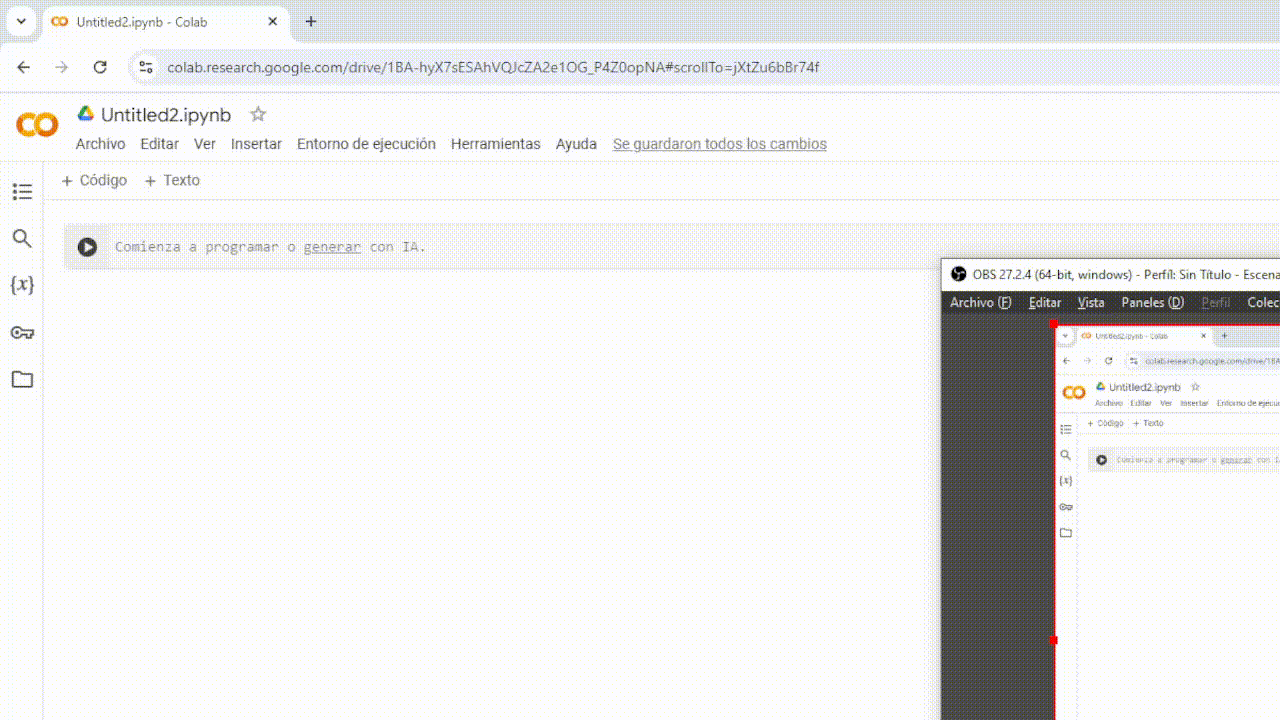 Untitled2.ipynb - Colab
colab.research.google.com/drive/1BA-hyX7sESAhVQJcZA2e1OG_P4Z0opNA#scrollTo=jXtZu6bBr74f
CO Untitled2.ipynb
Archivo Editar Ver Insertar Entorno de ejecución Herramientas Ayuda Se guardaron todos los cambios
+ Código + Texto
Comienza a programar o generar con IA.
{x}
OBS 27.2.4 (64-bit, windows) - Perfil: Sin Título - Escena
Archivo (F) Editar Vista Paneles (D) Perfil Colec
Untitled2.ipynb - Colab
colab.research.google.com/drive/1BA
CO Untitled2.ipynb
Archivo Editar Ver Insertar Entorno de ejecuc
+ Código + Texto
Comienza a programar o generar con IA
{x}